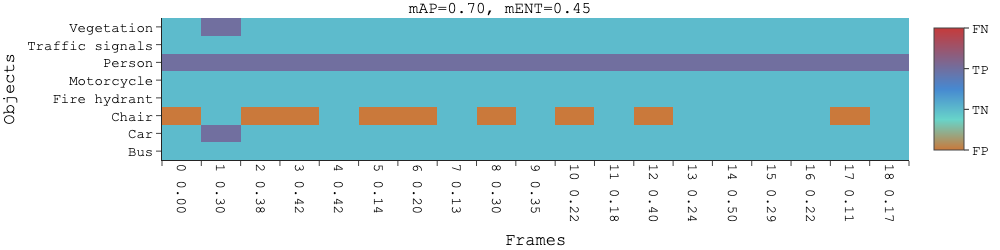 mAP=0.70, mENT=0.45
Objects
Vegetation
Traffic signals
Person
Motorcycle
Fire hydrant
Chair
Car
Bus
0 0.00
1 0.30
2 0.38
3 0.42
4 0.42
5 0.14
6 0.20
7 0.13
8 0.30
9 0.35
10 0.22
11 0.18
12 0.40
13 0.24
14 0.50
15 0.29
16 0.22
17 0.11
18 0.17
Frames
FN
TP
TN
FP